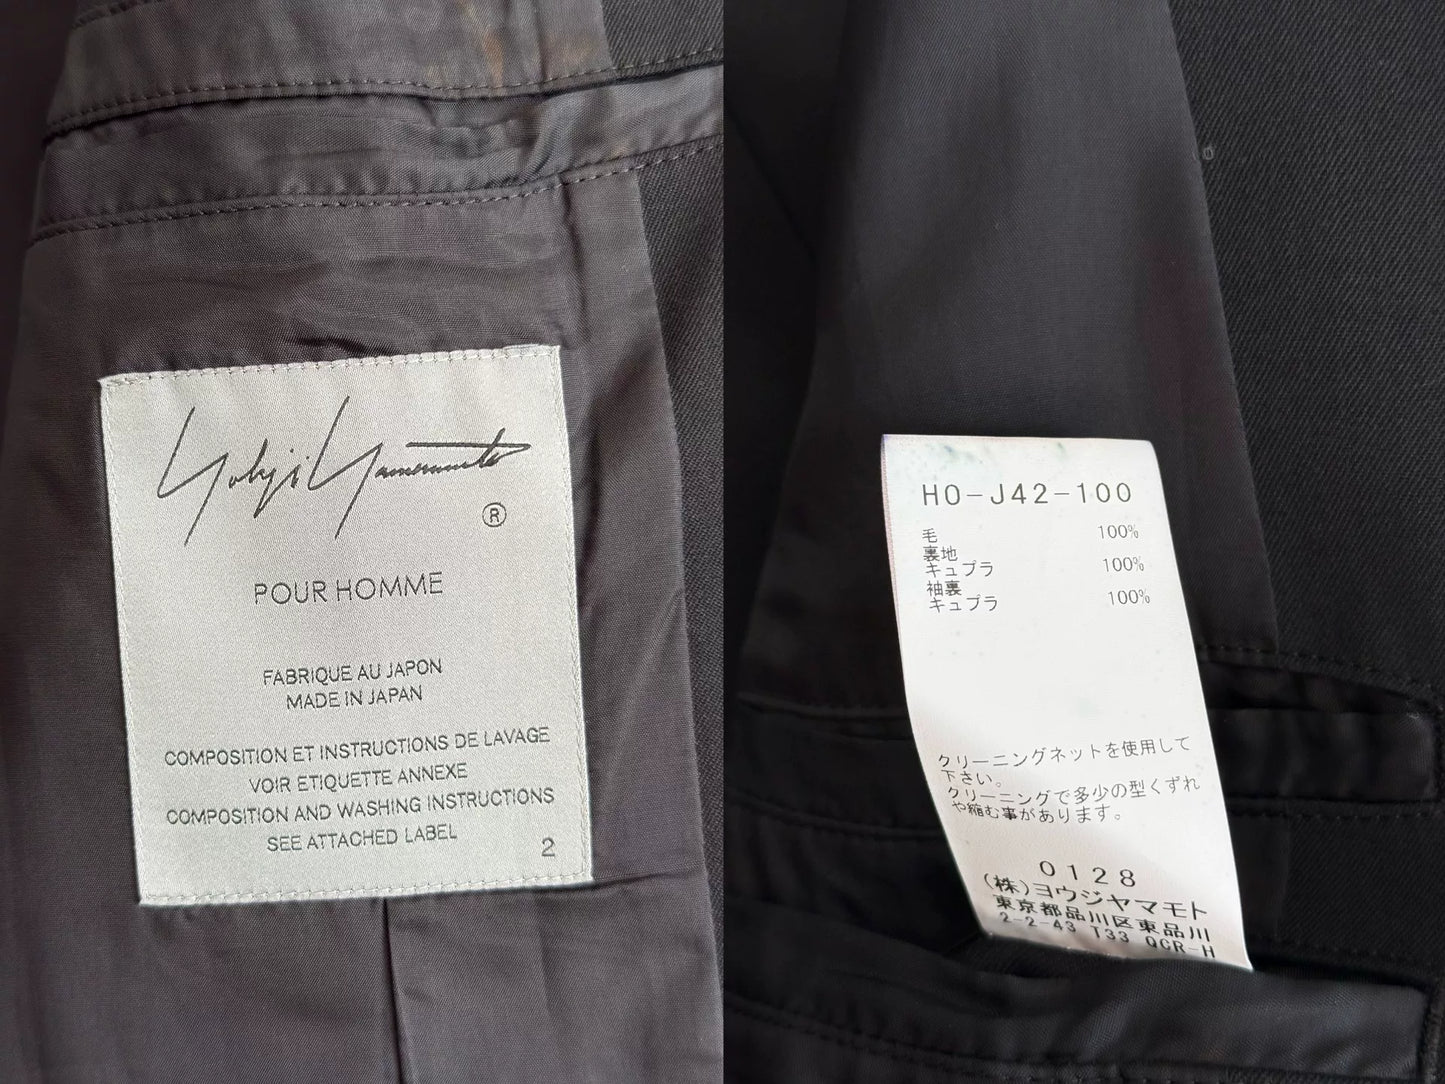 Yohji Yamamoto
®
POUR HOMME
FABRIQUE AU JAPON
MADE IN JAPAN
COMPOSITION ET INSTRUCTIONS DE LAVAGE
VOIR ETIQUETTE ANNEXE
COMPOSITION AND WASHING INSTRUCTIONS
SEE ATTACHED LABEL
2
HO-J42-100
毛 100%
裏地
キュプラ 100%
袖裏
キュプラ 100%
クリーニングネットを使用して
下さい。
クリーニングで多少の型くずれ
や縮む事があります。
0128
(株)ヨウジヤマモト
東京都品川区東品川
2-2-43 T33 QCR-H